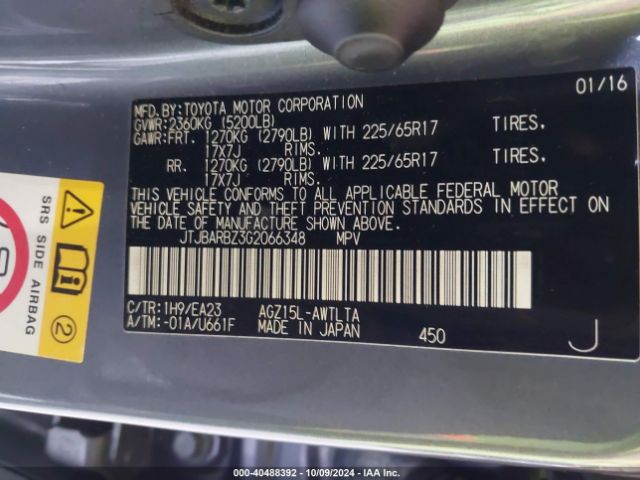 01/16
MFD.BY:TOYOTA MOTOR CORPORATION
GVWR:2360KG (5200LB)
GAWR:FRT. 1270KG (2790LB) WITH 225/65R17 TIRES.
17X7J RIMS.
RR. 1270KG (2790LB) WITH 225/65R17 TIRES.
17X7J RIMS.
THIS VEHICLE CONFORMS TO ALL APPLICABLE FEDERAL MOTOR
VEHICLE SAFETY AND THEFT PREVENTION STANDARDS IN EFFECT ON
THE DATE OF MANUFACTURE SHOWN ABOVE.
JTJBARBZ3G2066348 MPV
C/TR:1H9/EA23 AGZ15L-AWTLTA
A/TM:-01A/U661F MADE IN JAPAN 450 J
SRS SIDE AIRBAG
2
000-40488392 - 10/09/2024 - IAA Inc.